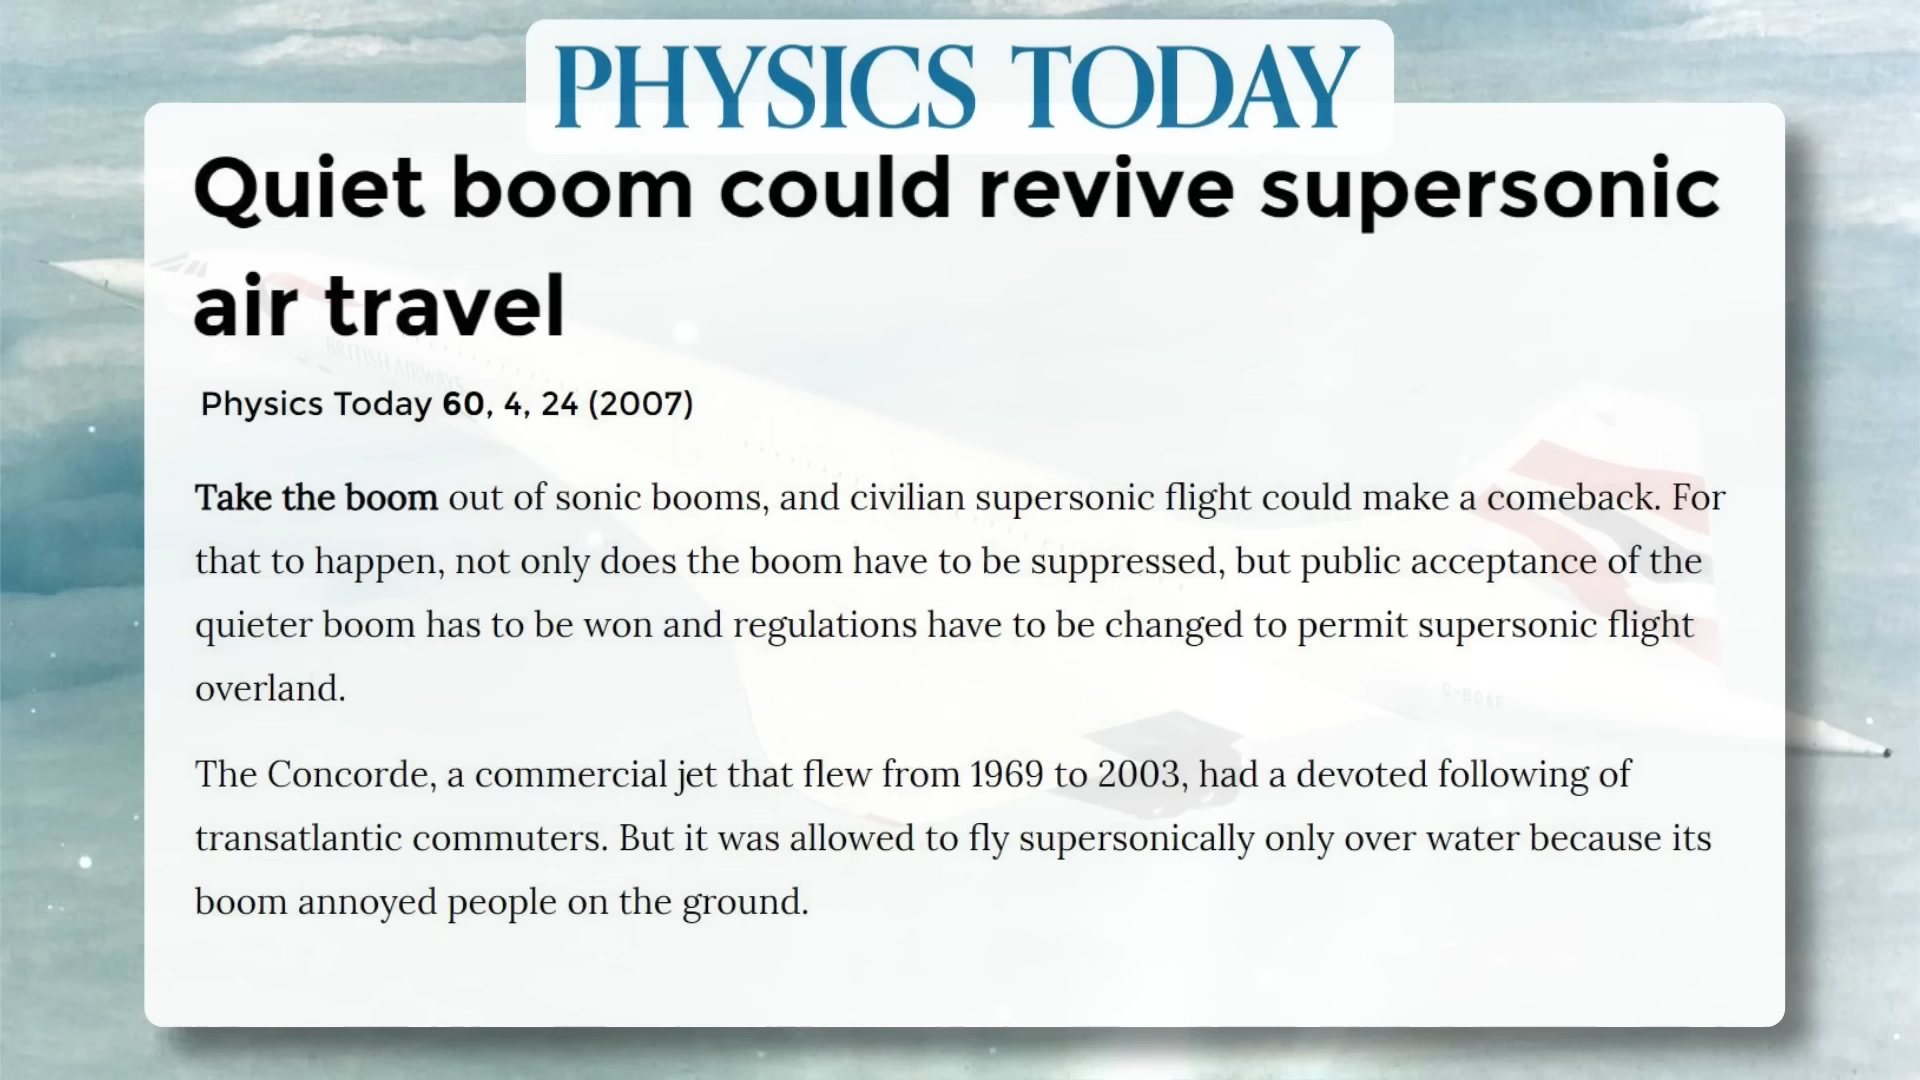 PHYSICS TODAY
Quiet boom could revive supersonic
air travel
Physics Today 60, 4, 24 (2007)
Take the boom out of sonic booms, and civilian supersonic flight could make a comeback. For
that to happen, not only does the boom have to be suppressed, but public acceptance of the
quieter boom has to be won and regulations have to be changed to permit supersonic flight
overland.
The Concorde, a commercial jet that flew from 1969 to 2003, had a devoted following of
transatlantic commuters. But it was allowed to fly supersonically only over water because its
boom annoyed people on the ground.
BRITISH AIRWAYS
G-BOAF